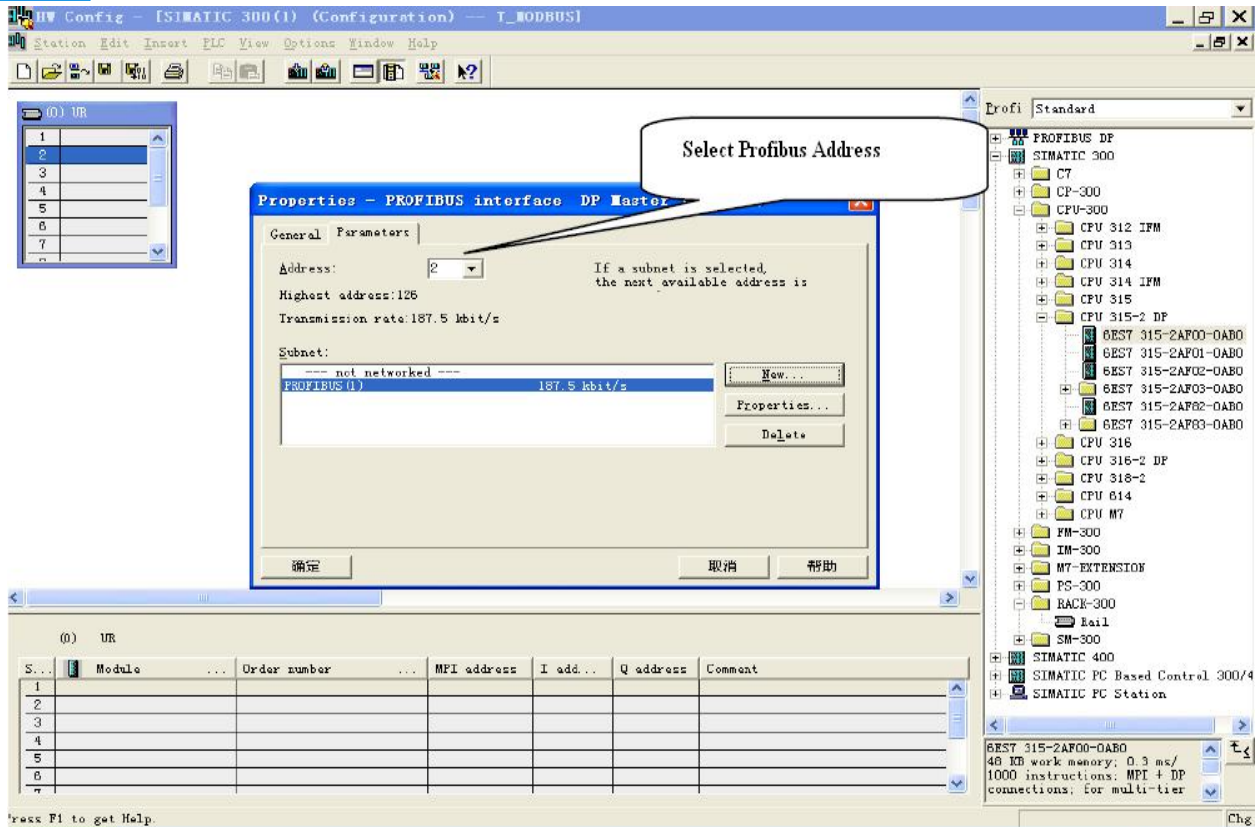 HW Config - [SIMATIC 300(1) (Configuration) -- T_MODBUS]
Station Edit Insert PLC View Options Window Help
(0) UR
1
2
3
4
5
6
7
Select Profibus Address
Properties - PROFIBUS interface DP Master
General Parameters
Address: 2
If a subnet is selected,
the next available address is
Highest address:126
Transmission rate:187.5 kbit/s
Subnet:
--- not networked ---
PROFIBUS(1) 187.5 kbit/s
New...
Properties...
Delete
确定 取消 帮助
Profi Standard
PROFIBUS DP
SIMATIC 300
C7
CP-300
CPU-300
CPU 312 IFM
CPU 313
CPU 314
CPU 314 IFM
CPU 315
CPU 315-2 DP
6ES7 315-2AF00-0AB0
6ES7 315-2AF01-0AB0
6ES7 315-2AF02-0AB0
6ES7 315-2AF03-0AB0
6ES7 315-2AF82-0AB0
6ES7 315-2AF83-0AB0
CPU 316
CPU 316-2 DP
CPU 318-2
CPU 614
CPU M7
FM-300
IM-300
M7-EXTENSION
PS-300
RACK-300
Rail
SM-300
SIMATIC 400
SIMATIC PC Based Control 300/4
SIMATIC PC Station
(0) UR
S... Module ... Order number ... MPI address I add... Q address Comment
1
2
3
4
5
6
7
6ES7 315-2AF00-0AB0
48 KB work memory; 0.3 ms/
1000 instructions; MPI + DP
connections; for multi-tier
Press F1 to get Help.
Chg